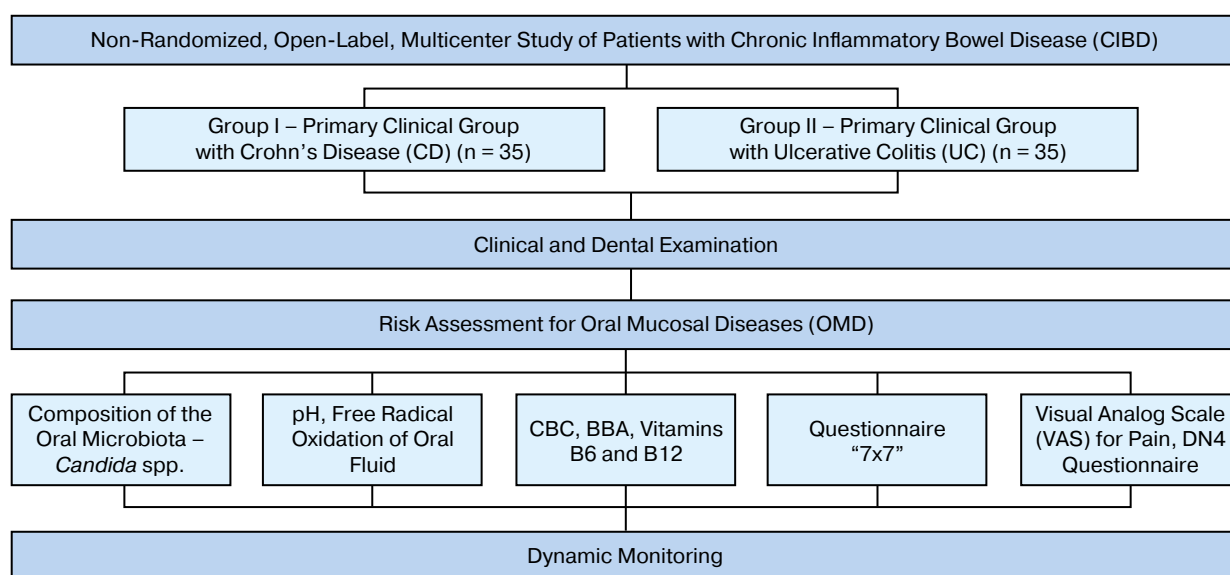 Non-Randomized, Open-Label, Multicenter Study of Patients with Chronic Inflammatory Bowel Disease (CIBD)
Group I – Primary Clinical Group
with Crohn's Disease (CD) (n = 35)
Group II – Primary Clinical Group
with Ulcerative Colitis (UC) (n = 35)
Clinical and Dental Examination
Risk Assessment for Oral Mucosal Diseases (OMD)
Composition of the
Oral Microbiota –
Candida spp.
pH, Free Radical
Oxidation of Oral
Fluid
CBC, BBA, Vitamins
B6 and B12
Questionnaire
“7x7”
Visual Analog Scale
(VAS) for Pain, DN4
Questionnaire
Dynamic Monitoring